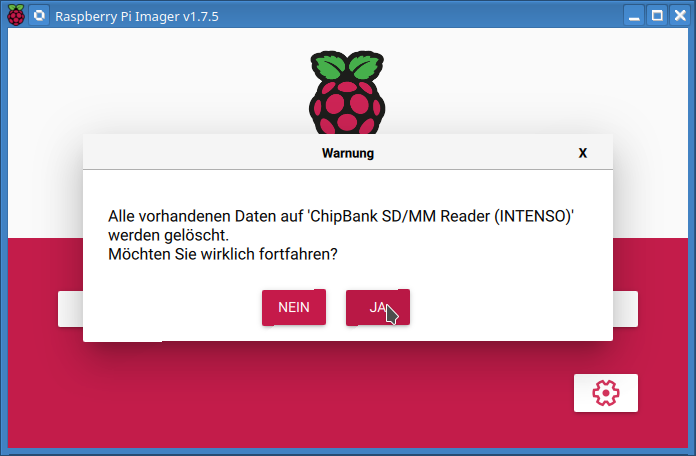 Raspberry Pi Imager v1.7.5
Warnung X
Alle vorhandenen Daten auf 'ChipBank SD/MM Reader (INTENSO)'
werden gelöscht.
Möchten Sie wirklich fortfahren?
NEIN JA